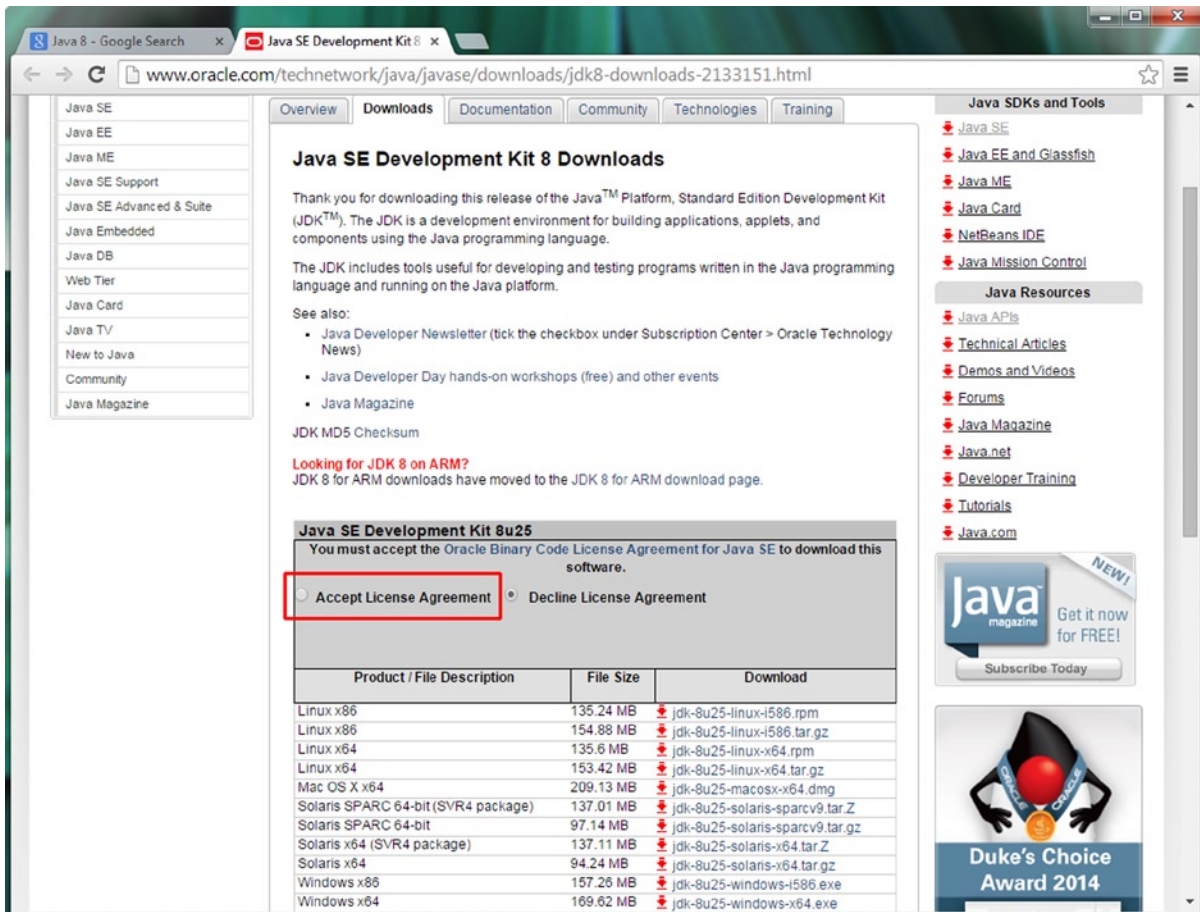 Java 8 - Google Search
Java SE Development Kit 8
www.oracle.com/technetwork/java/javase/downloads/jdk8-downloads-2133151.html
Java SE
Java EE
Java ME
Java SE Support
Java SE Advanced & Suite
Java Embedded
Java DB
Web Tier
Java Card
Java TV
New to Java
Community
Java Magazine
Overview Downloads Documentation Community Technologies Training
Java SE Development Kit 8 Downloads
Thank you for downloading this release of the Java™ Platform, Standard Edition Development Kit
(JDK™). The JDK is a development environment for building applications, applets, and
components using the Java programming language.
The JDK includes tools useful for developing and testing programs written in the Java programming
language and running on the Java platform.
See also:
• Java Developer Newsletter (tick the checkbox under Subscription Center > Oracle Technology
News)
• Java Developer Day hands-on workshops (free) and other events
• Java Magazine
JDK MD5 Checksum
Looking for JDK 8 on ARM?
JDK 8 for ARM downloads have moved to the JDK 8 for ARM download page.
Java SE Development Kit 8u25
You must accept the Oracle Binary Code License Agreement for Java SE to download this
software.
Accept License Agreement Decline License Agreement
Product / File Description File Size Download
Linux x86 135.24 MB jdk-8u25-linux-i586.rpm
Linux x86 154.88 MB jdk-8u25-linux-i586.tar.gz
Linux x64 135.6 MB jdk-8u25-linux-x64.rpm
Linux x64 153.42 MB jdk-8u25-linux-x64.tar.gz
Mac OS X x64 209.13 MB jdk-8u25-macosx-x64.dmg
Solaris SPARC 64-bit (SVR4 package) 137.01 MB jdk-8u25-solaris-sparcv9.tar.Z
Solaris SPARC 64-bit 97.14 MB jdk-8u25-solaris-sparcv9.tar.gz
Solaris x64 (SVR4 package) 137.11 MB jdk-8u25-solaris-x64.tar.Z
Solaris x64 94.24 MB jdk-8u25-solaris-x64.tar.gz
Windows x86 157.26 MB jdk-8u25-windows-i586.exe
Windows x64 169.62 MB jdk-8u25-windows-x64.exe
Java SDKs and Tools
Java SE
Java EE and Glassfish
Java ME
Java Card
NetBeans IDE
Java Mission Control
Java Resources
Java APIs
Technical Articles
Demos and Videos
Forums
Java Magazine
Java.net
Developer Training
Tutorials
Java.com
NEW!
Java
magazine
Get it now
for FREE!
Subscribe Today
ORACLE
ORACLE
Duke's Choice
Award 2014